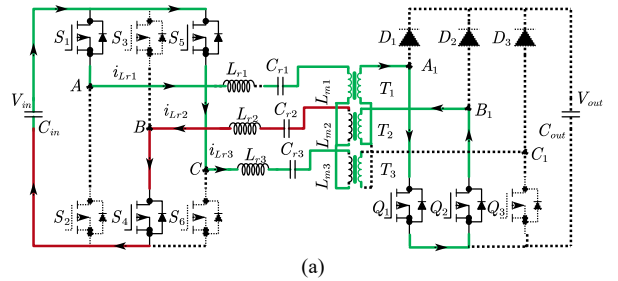 S1 S3 S5 D1 D2 D3
Lr1 Cr1
A iLr1 Lm1 T1 A1
Vin Cin iLr2 Lr2 Cr2 Vout
B Lm2 T2 B1 Cout
iLr3 Lr3 Cr3
C Lm3 T3 C1
S2 S4 S6 Q1 Q2 Q3
(a)